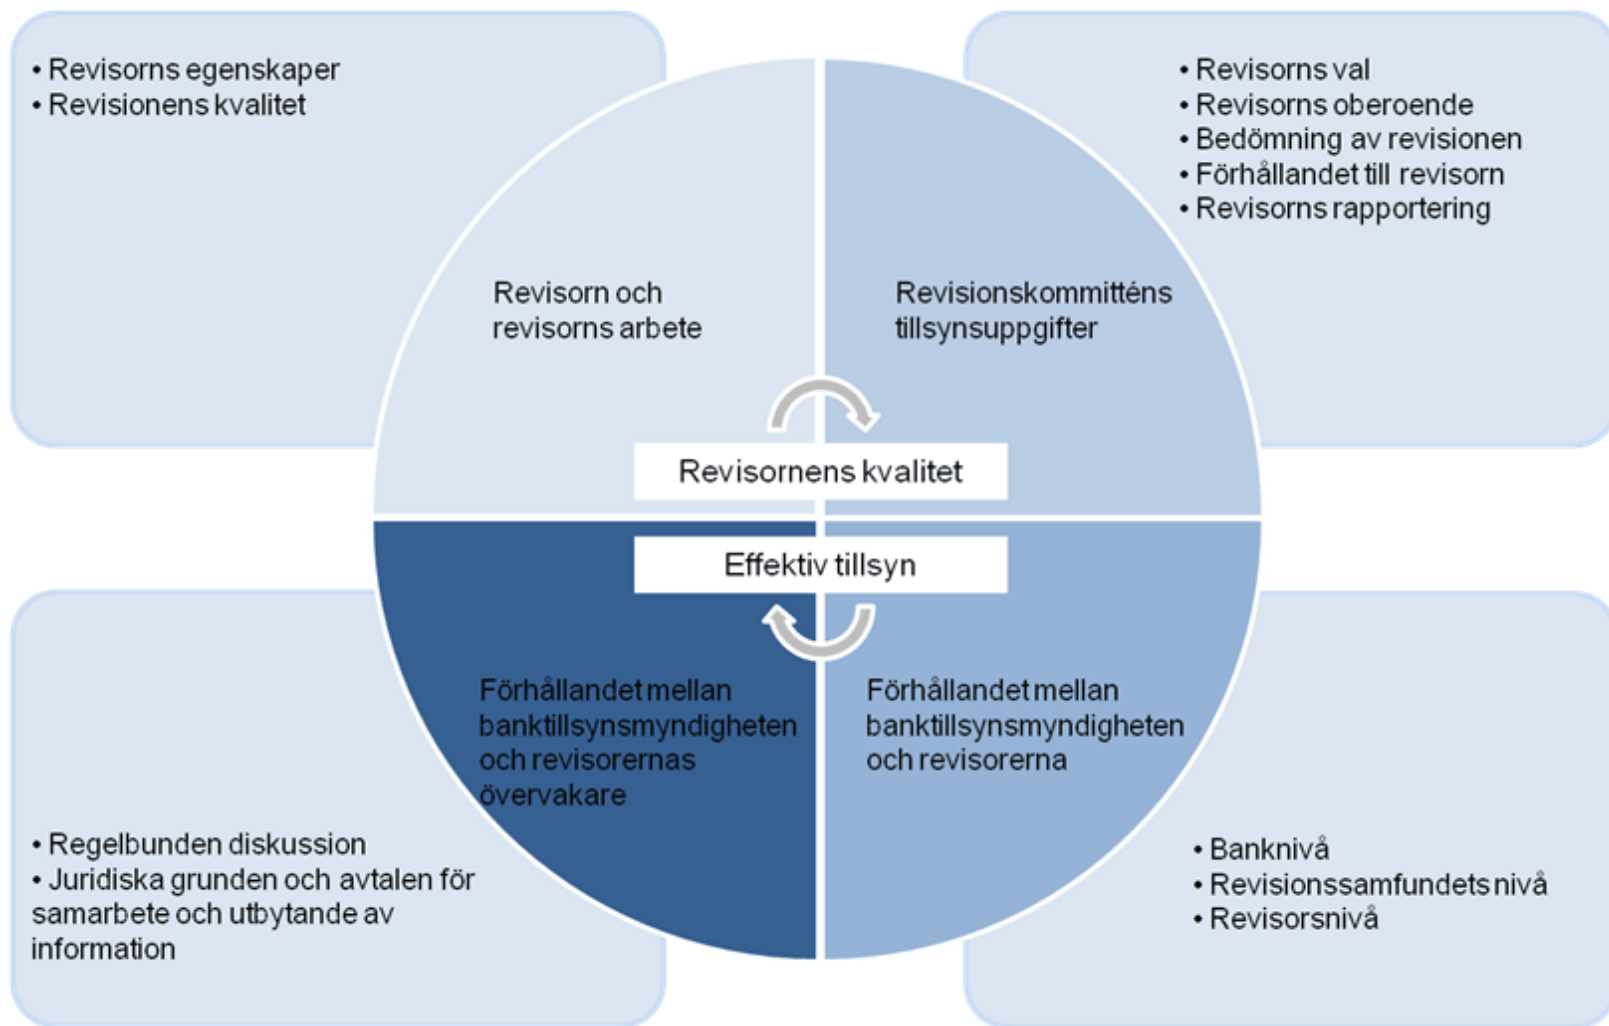 • Revisorns egenskaper
• Revisionens kvalitet
• Revisorns val
• Revisorns oberoende
• Bedömning av revisionen
• Förhållandet till revisorn
• Revisorns rapportering
Revisorn och
revisorns arbete
Revisionskommitténs
tillsynsuppgifter
Revisornens kvalitet
Effektiv tillsyn
Förhållandet mellan
banktillsynsmyndigheten
och revisorernas
övervakare
Förhållandet mellan
banktillsynsmyndigheten
och revisorerna
• Regelbunden diskussion
• Juridiska grunden och avtalen för
samarbete och utbytande av
information
• Banknivå
• Revisionssamfundets nivå
• Revisorsnivå